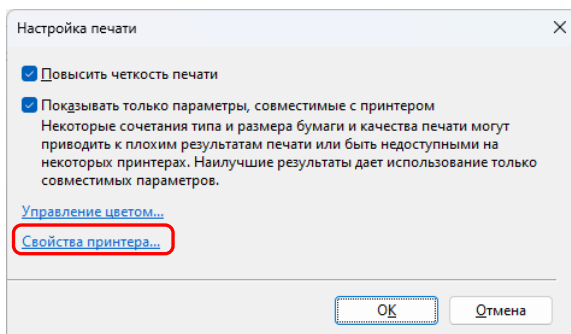 Настройка печати
Повысить четкость печати
Показывать только параметры, совместимые с принтером
Некоторые сочетания типа и размера бумаги и качества печати могут
приводить к плохим результатам печати или быть недоступными на
некоторых принтерах. Наилучшие результаты дает использование только
совместимых параметров.
Управление цветом...
Свойства принтера...
ОК
Отмена